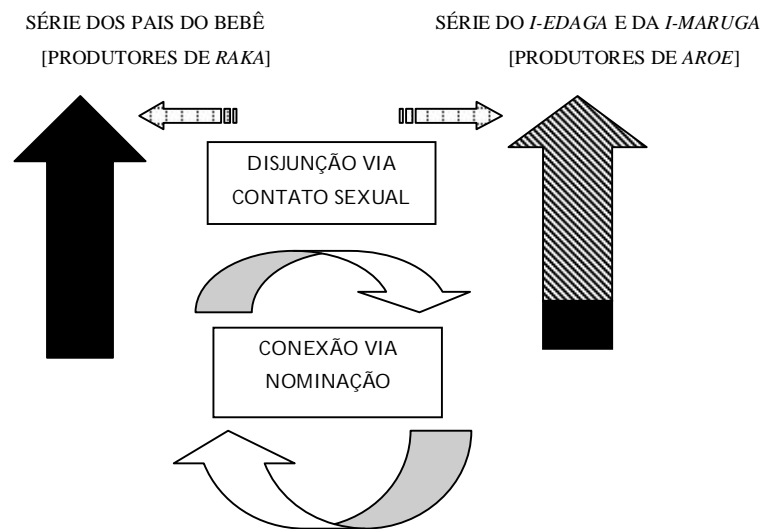 SÉRIE DOS PAIS DO BEBÊ
[PRODUTORES DE RAKA]
SÉRIE DO I-EDAGA E DA I-MARUGA
[PRODUTORES DE AROE]
DISJUNÇÃO VIA
CONTATO SEXUAL
CONEXÃO VIA
NOMINAÇÃO